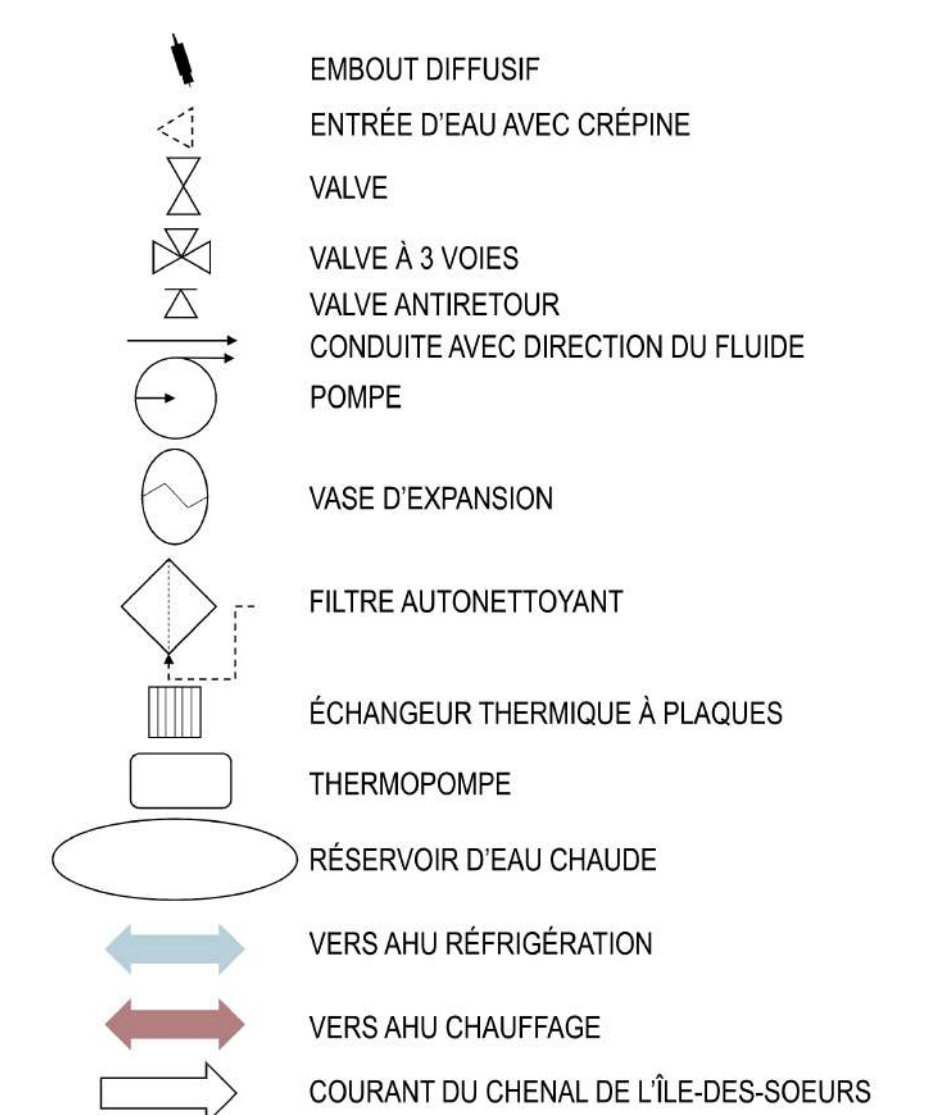 EMBOUT DIFFUSIF
ENTRÉE D'EAU AVEC CRÉPINE
VALVE
VALVE À 3 VOIES
VALVE ANTIRETOUR
CONDUITE AVEC DIRECTION DU FLUIDE
POMPE
VASE D'EXPANSION
FILTRE AUTONETTOYANT
ÉCHANGEUR THERMIQUE À PLAQUES
THERMOPOMPE
RÉSERVOIR D'EAU CHAUDE
VERS AHU RÉFRIGÉRATION
VERS AHU CHAUFFAGE
COURANT DU CHENAL DE L'ÎLE-DES-SOEURS